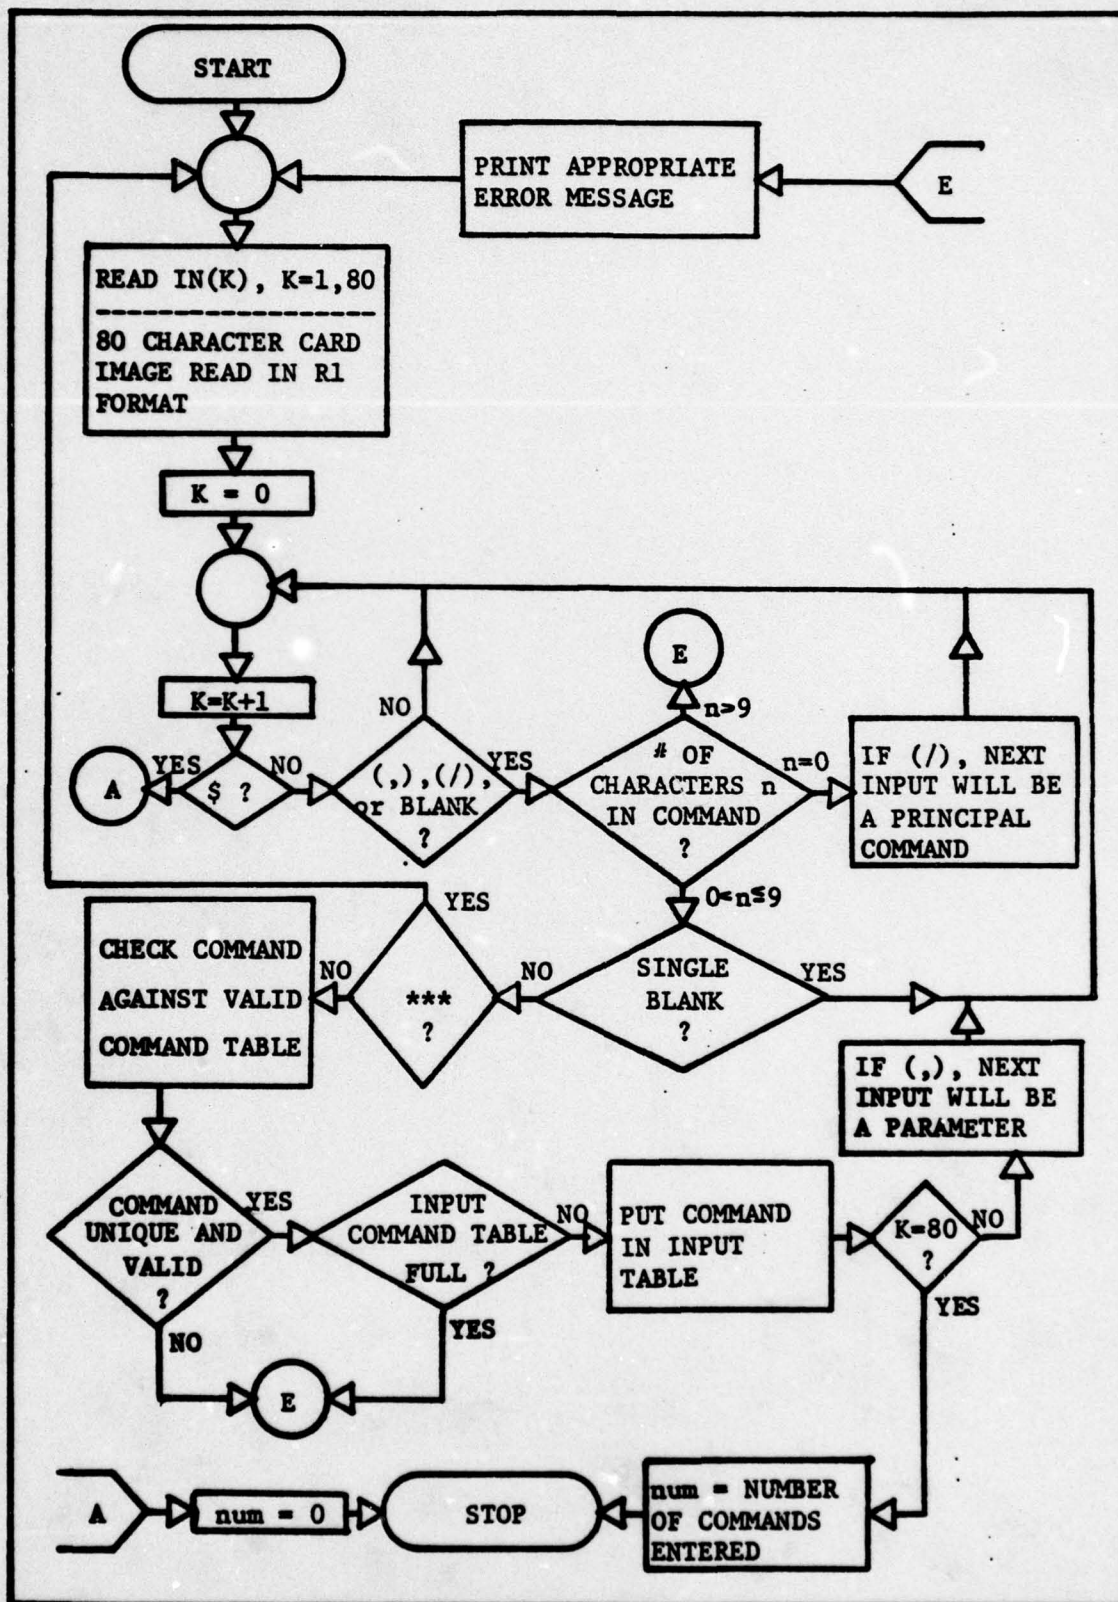 START
PRINT APPROPRIATE
ERROR MESSAGE
E
READ IN(K), K=1,80
--------------------
80 CHARACTER CARD
IMAGE READ IN R1
FORMAT
K = 0
K=K+1
A
YES
$ ?
NO
NO
(,),(/),
or BLANK
?
YES
E
n>9
# OF
CHARACTERS n
IN COMMAND
?
n=0
IF (/), NEXT
INPUT WILL BE
A PRINCIPAL
COMMAND
0<n≤9
SINGLE
BLANK
?
YES
NO
YES
***
?
NO
CHECK COMMAND
AGAINST VALID
COMMAND TABLE
IF (,), NEXT
INPUT WILL BE
A PARAMETER
COMMAND
UNIQUE AND
VALID
?
YES
NO
INPUT
COMMAND TABLE
FULL ?
NO
YES
PUT COMMAND
IN INPUT
TABLE
K=80
?
NO
YES
E
A
num = 0
STOP
num = NUMBER
OF COMMANDS
ENTERED